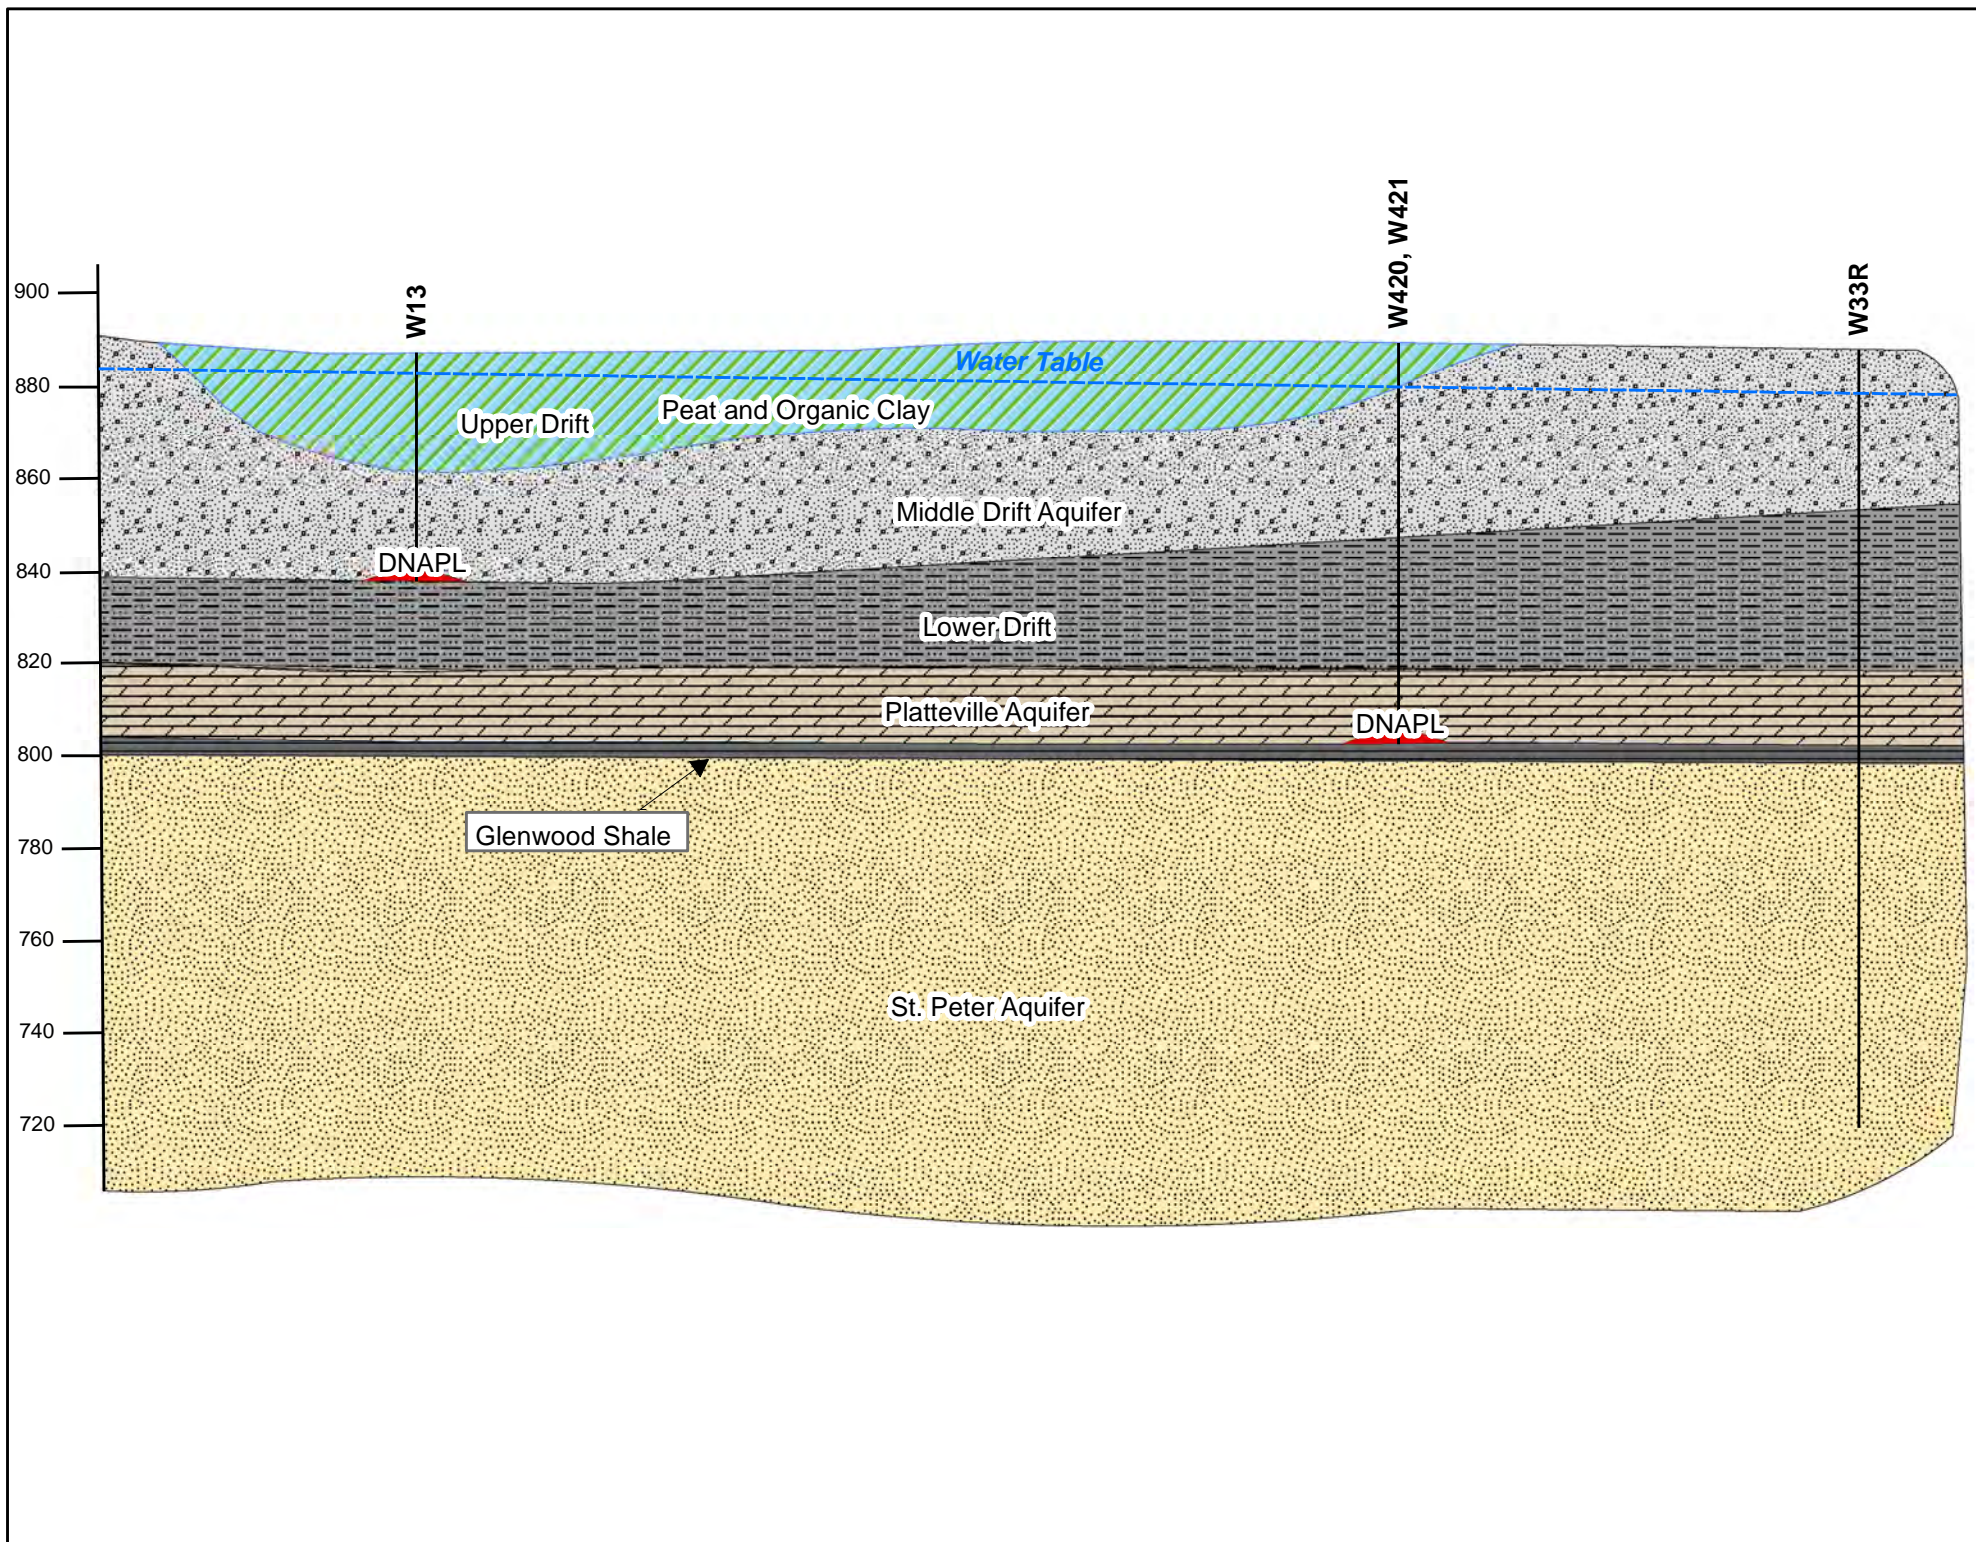 W420, W421
W13
W33R
900
880
860
840
820
800
780
760
740
720
Water Table
Peat and Organic Clay
Upper Drift
Middle Drift Aquifer
DNAPL
Lower Drift
Platteville Aquifer
DNAPL
Glenwood Shale
St. Peter Aquifer